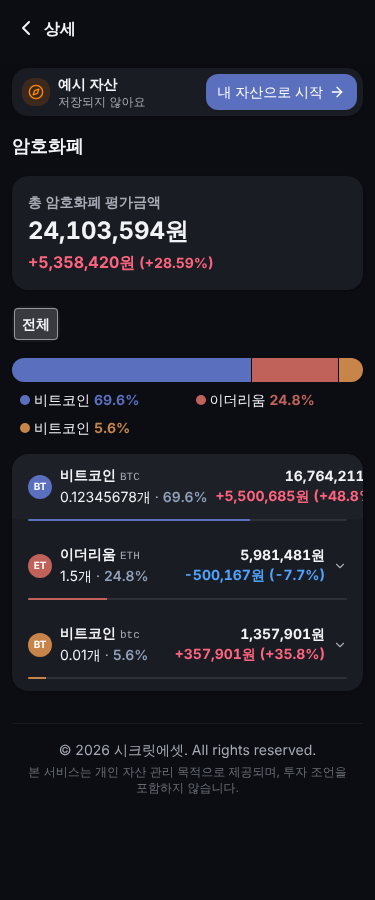 상세
예시 자산
저장되지 않아요
내 자산으로 시작
암호화폐
총 암호화폐 평가금액
24,103,594원
+5,358,420원 (+28.59%)
전체
비트코인 69.6%
이더리움 24.8%
비트코인 5.6%
BT
비트코인 BTC
16,764,211
0.12345678개 · 69.6%
+5,500,685원 (+48.8%
ET
이더리움 ETH
5,981,481원
1.5개 · 24.8%
-500,167원 (-7.7%)
BT
비트코인 btc
1,357,901원
0.01개 · 5.6%
+357,901원 (+35.8%)
© 2026 시크릿에셋. All rights reserved.
본 서비스는 개인 자산 관리 목적으로 제공되며, 투자 조언을
포함하지 않습니다.